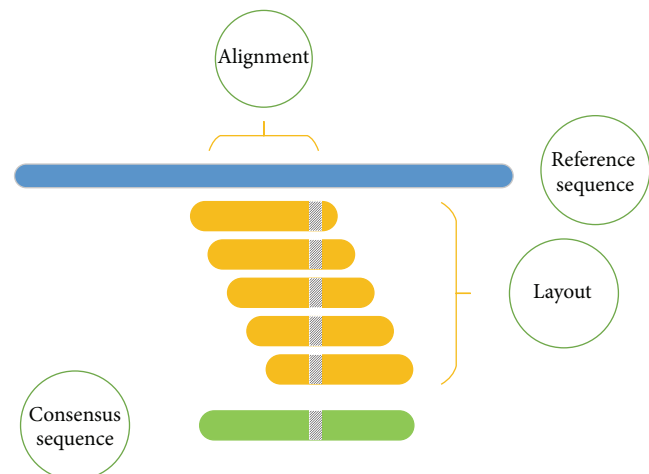 Alignment
Reference
sequence
Layout
Consensus
sequence